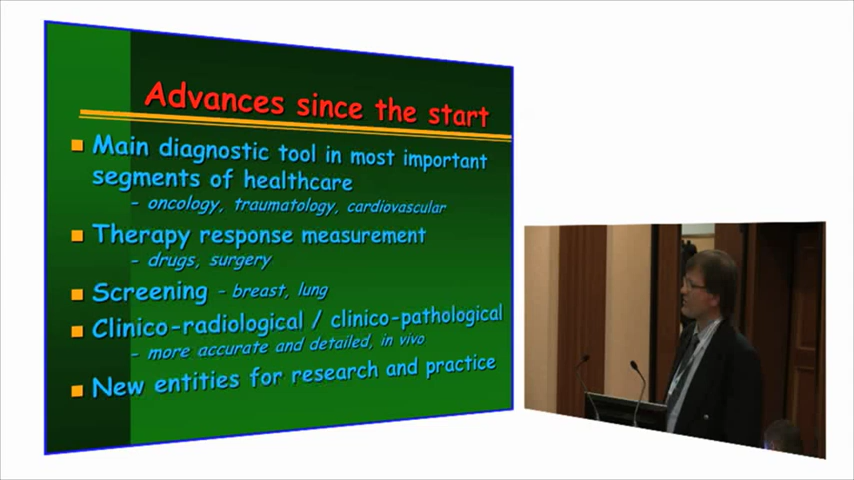 Advances since the start
Main diagnostic tool in most important
segments of healthcare
- oncology, traumatology, cardiovascular
Therapy response measurement
- drugs, surgery
Screening - breast, lung
Clinico-radiological / clinico-pathological
- more accurate and detailed, in vivo
New entities for research and practice